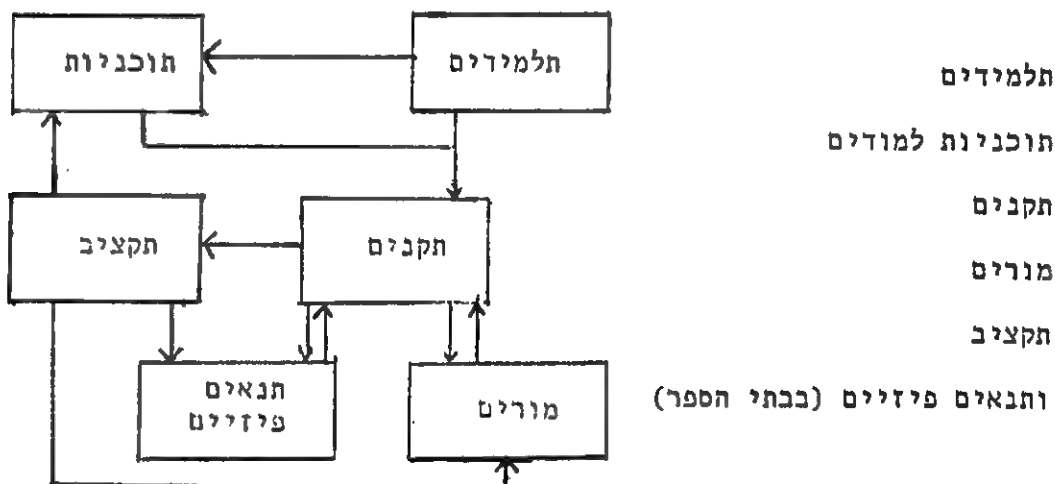 תלמידים
תוכניות למודים
תקנים
מורים
תקציב
ותנאים פיזיים (בבתי הספר)
תלמידים
תוכניות
תקנים
תקציב
מורים
תנאים
פיזיים